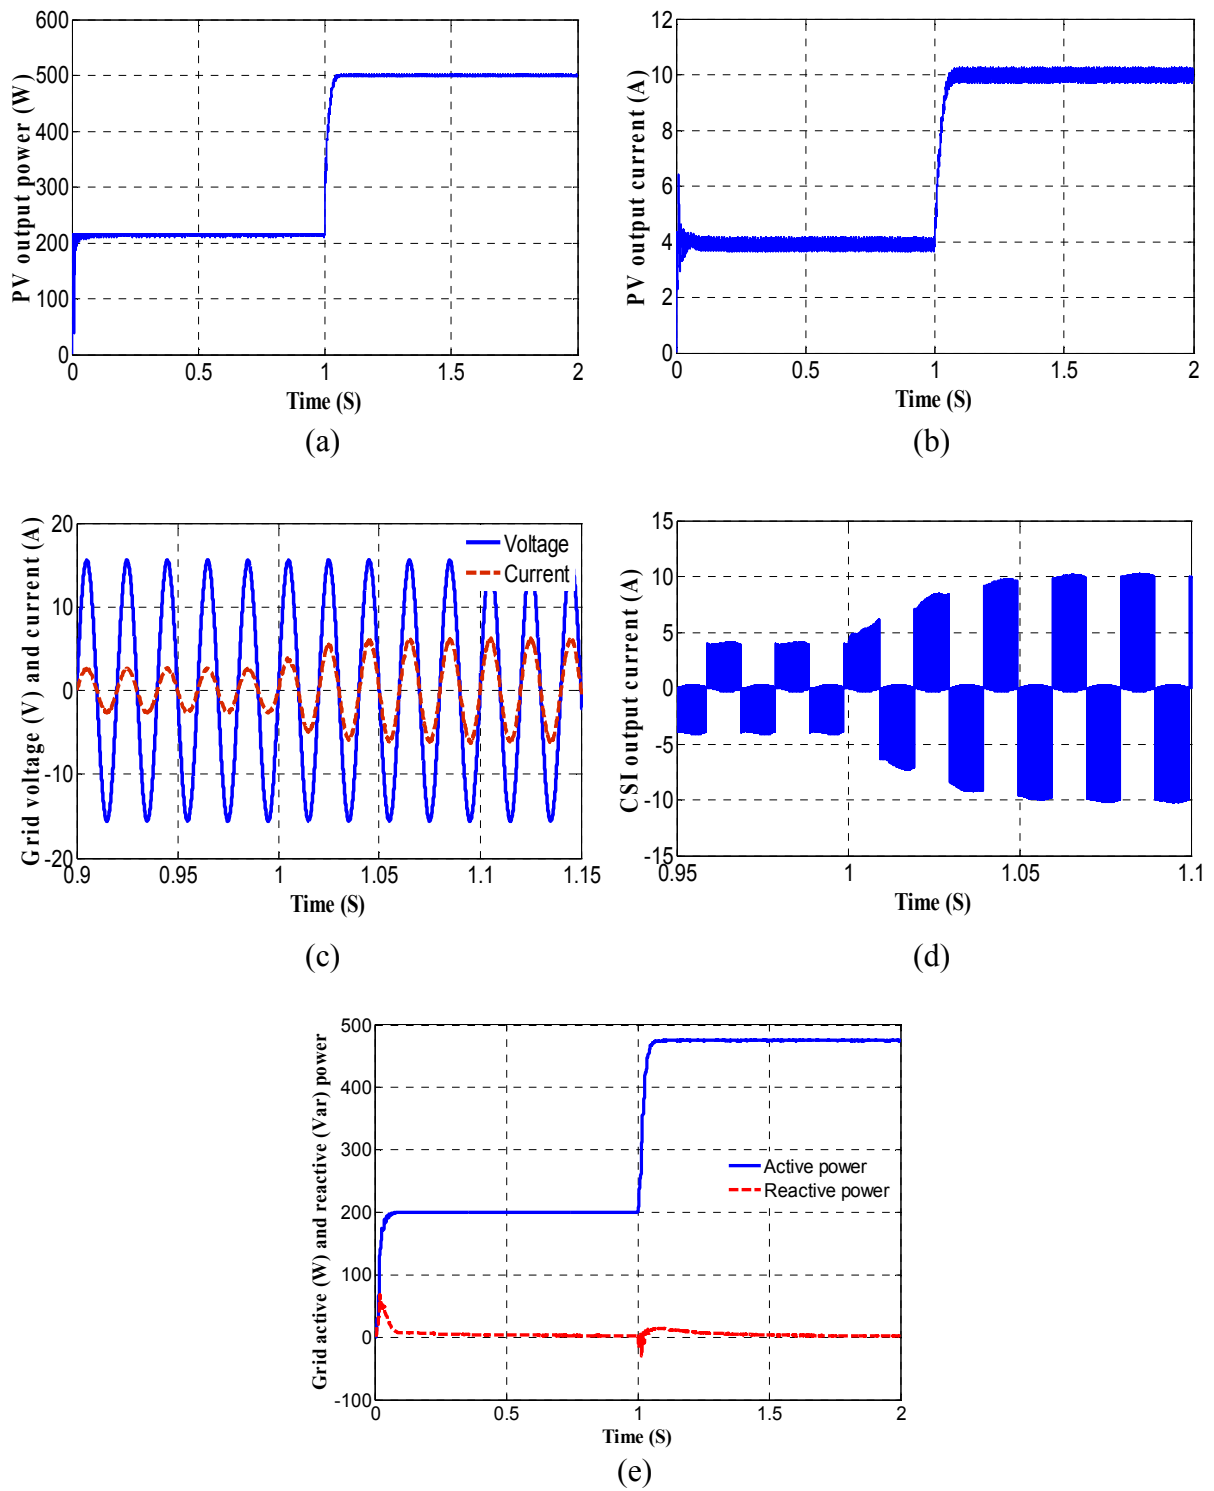 PV output power (W)
600
500
400
300
200
100
0
0 0.5 1 1.5 2
Time (S)
(a)
PV output current (A)
12
10
8
6
4
2
0
0 0.5 1 1.5 2
Time (S)
(b)
Grid voltage (V) and current (A)
20
10
0
-10
-20
Voltage
Current
0.9 0.95 1 1.05 1.1 1.15
Time (S)
(c)
CSI output current (A)
15
10
5
0
-5
-10
-15
0.95 1 1.05 1.1
Time (S)
(d)
Grid active (W) and reactive (Var) power
500
400
300
200
100
0
-100
Active power
Reactive power
0 0.5 1 1.5 2
Time (S)
(e)